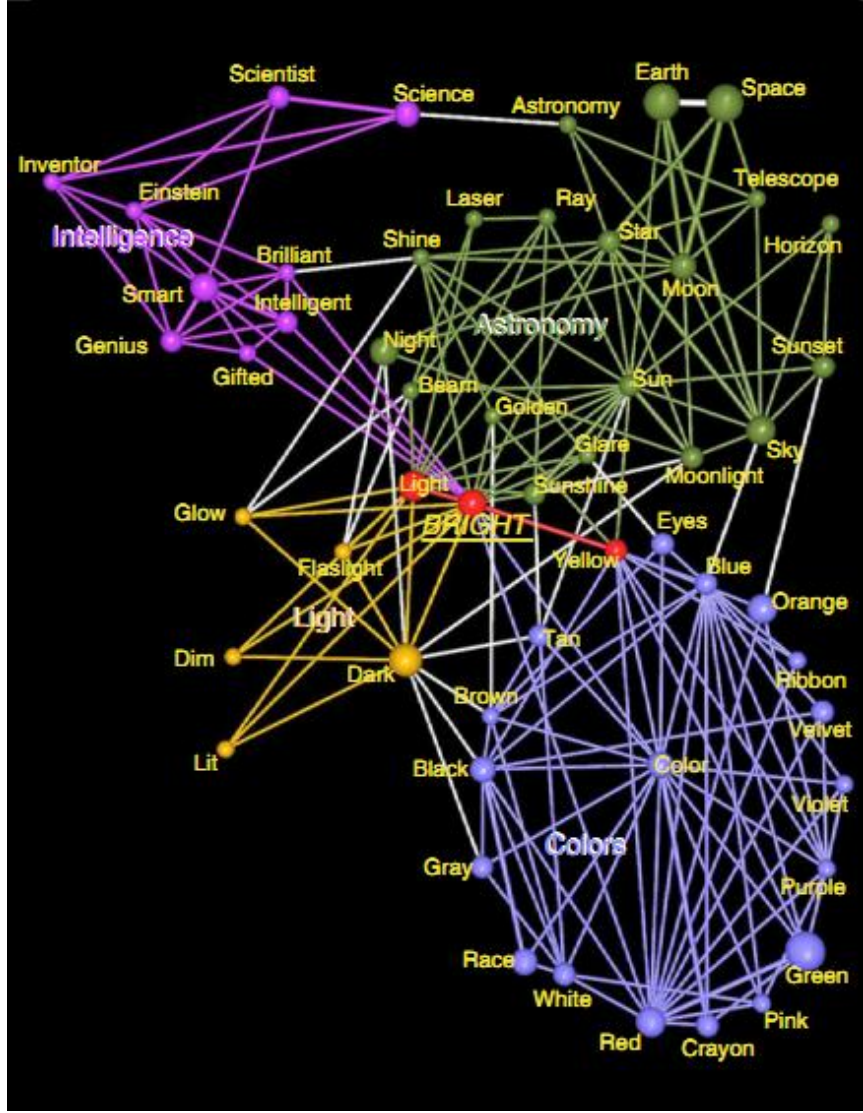 Scientist
Earth
Space
Science
Astronomy
Inventor
Einstein
Laser
Ray
Telescope
Intelligence
Shine
Star
Horizon
Brilliant
Smart
Moon
Intelligent
Astronomy
Genius
Night
Sunset
Gifted
Beam
Sun
Golden
Glare
Sky
Light
Sunshine
Moonlight
Glow
BRIGHT
Eyes
Flaslight
Yellow
Blue
Orange
Light
Tan
Dim
Dark
Ribbon
Brown
Velvet
Lit
Black
Color
Violet
Colors
Gray
Purple
Race
Green
White
Pink
Red
Crayon